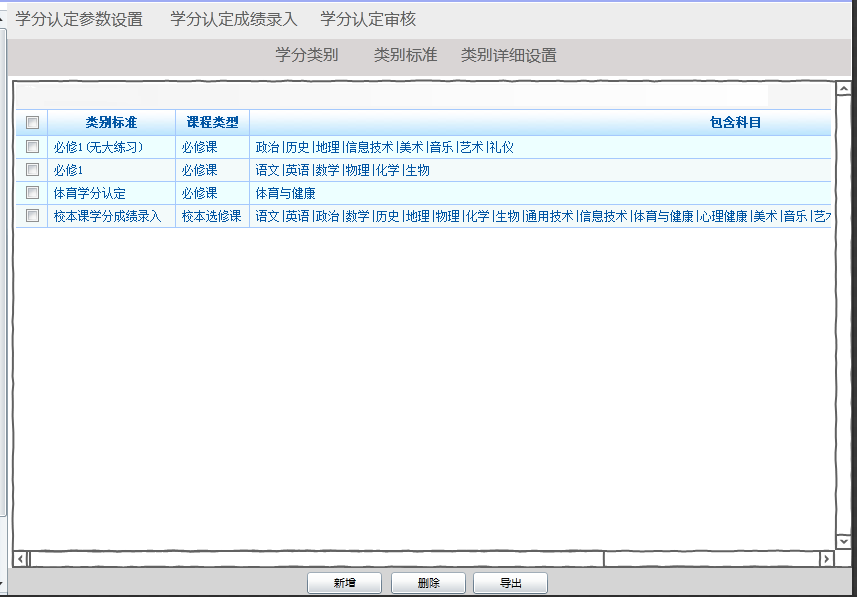 学分认定参数设置 学分认定成绩录入 学分认定审核
学分类别 类别标准 类别详细设置
类别标准 课程类型 包含科目
必修1(无大练习) 必修课 政治|历史|地理|信息技术|美术|音乐|艺术|礼仪
必修1 必修课 语文|英语|数学|物理|化学|生物
体育学分认定 必修课 体育与健康
校本课学分成绩录入 校本选修课 语文|英语|政治|数学|历史|地理|物理|化学|生物|通用技术|信息技术|体育与健康|心理健康|美术|音乐|艺
新增 删除 导出